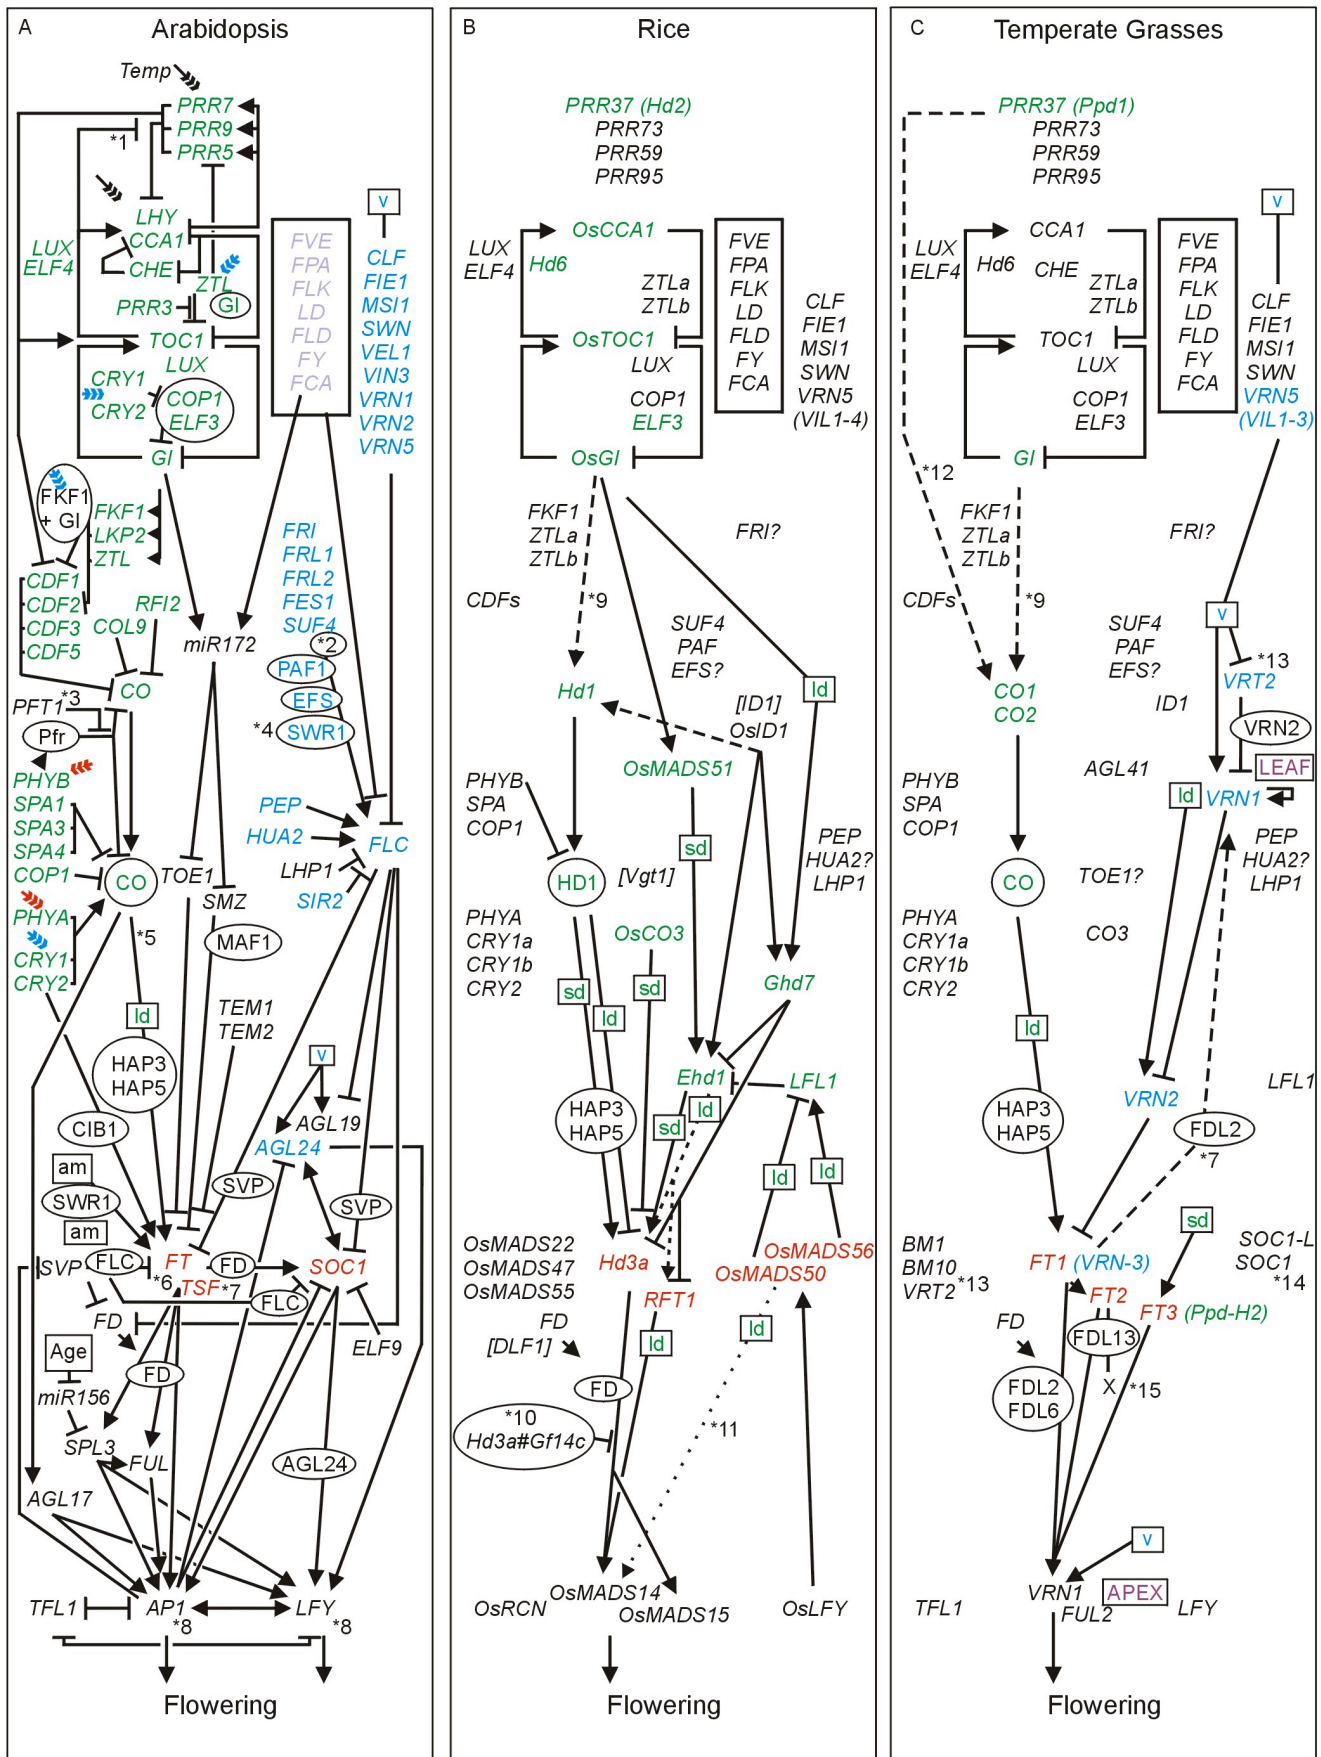 A
Arabidopsis
Temp
PRR7
PRR9
*1
PRR5
LHY
CCA1
LUX
ELF4
CHE
ZTL
GI
PRR3
TOC1
LUX
CRY1
CRY2
COP1
ELF3
GI
FVE
FPA
FLK
LD
FLD
FY
FCA
v
CLF
FIE1
MSI1
SWN
VEL1
VIN3
VRN1
VRN2
VRN5
FKF1
+ GI
FKF1
LKP2
ZTL
CDF1
CDF2
CDF3
CDF5
RFI2
COL9
miR172
FRI
FRL1
FRL2
FES1
SUF4
*2
PAF1
EFS
*4
SWR1
CO
*3
PFT1
Pfr
PHYB
SPA1
SPA3
SPA4
COP1
CO
PHYA
CRY1
CRY2
*5
PEP
HUA2
FLC
LHP1
SIR2
TOE1
SMZ
MAF1
TEM1
TEM2
ld
HAP3
HAP5
v
AGL19
AGL24
CIB1
am
SWR1
am
SVP
SVP
SVP
FLC
FT
FD
SOC1
*6
TSF
*7
FLC
FD
ELF9
Age
FD
miR156
SPL3
FUL
AGL24
AGL17
TFL1
AP1
LFY
*8
*8
Flowering
B
Rice
PRR37 (Hd2)
PRR73
PRR59
PRR95
OsCCA1
LUX
ELF4
Hd6
ZTLa
ZTLb
OsTOC1
LUX
COP1
ELF3
OsGI
FVE
FPA
FLK
LD
FLD
FY
FCA
CLF
FIE1
MSI1
SWN
VRN5
(VIL1-4)
FKF1
ZTLa
ZTLb
FRI?
CDFs
*9
SUF4
PAF
EFS?
Hd1
[ID1]
OsID1
ld
OsMADS51
PHYB
SPA
COP1
sd
PEP
HUA2?
LHP1
HD1
[Vgt1]
PHYA
CRY1a
CRY1b
CRY2
OsCO3
sd
sd
ld
Ghd7
Ehd1
LFL1
ld
sd
HAP3
HAP5
ld
ld
OsMADS22
OsMADS47
OsMADS55
Hd3a
OsMADS56
OsMADS50
RFT1
FD
[DLF1]
ld
ld
FD
*10
Hd3a#Gf14c
*11
OsRCN
OsMADS14
OsMADS15
OsLFY
Flowering
C
Temperate Grasses
PRR37 (Ppd1)
PRR73
PRR59
PRR95
CCA1
LUX
ELF4
Hd6
CHE
ZTLa
ZTLb
TOC1
LUX
COP1
ELF3
GI
FVE
FPA
FLK
LD
FLD
FY
FCA
v
CLF
FIE1
MSI1
SWN
VRN5
(VIL1-3)
*12
FKF1
ZTLa
ZTLb
FRI?
CDFs
*9
v
SUF4
PAF
EFS?
*13
VRT2
CO1
CO2
ID1
VRN2
AGL41
LEAF
PHYB
SPA
COP1
ld
VRN1
PEP
HUA2?
LHP1
CO
TOE1?
PHYA
CRY1a
CRY1b
CRY2
CO3
ld
VRN2
LFL1
HAP3
HAP5
FDL2
*7
sd
BM1
BM10
VRT2
*13
FT1 (VRN-3)
SOC1-L
SOC1
*14
FT2
FT3 (Ppd-H2)
FD
FDL13
X
*15
FDL2
FDL6
v
TFL1
VRN1
APEX
FUL2
LFY
Flowering